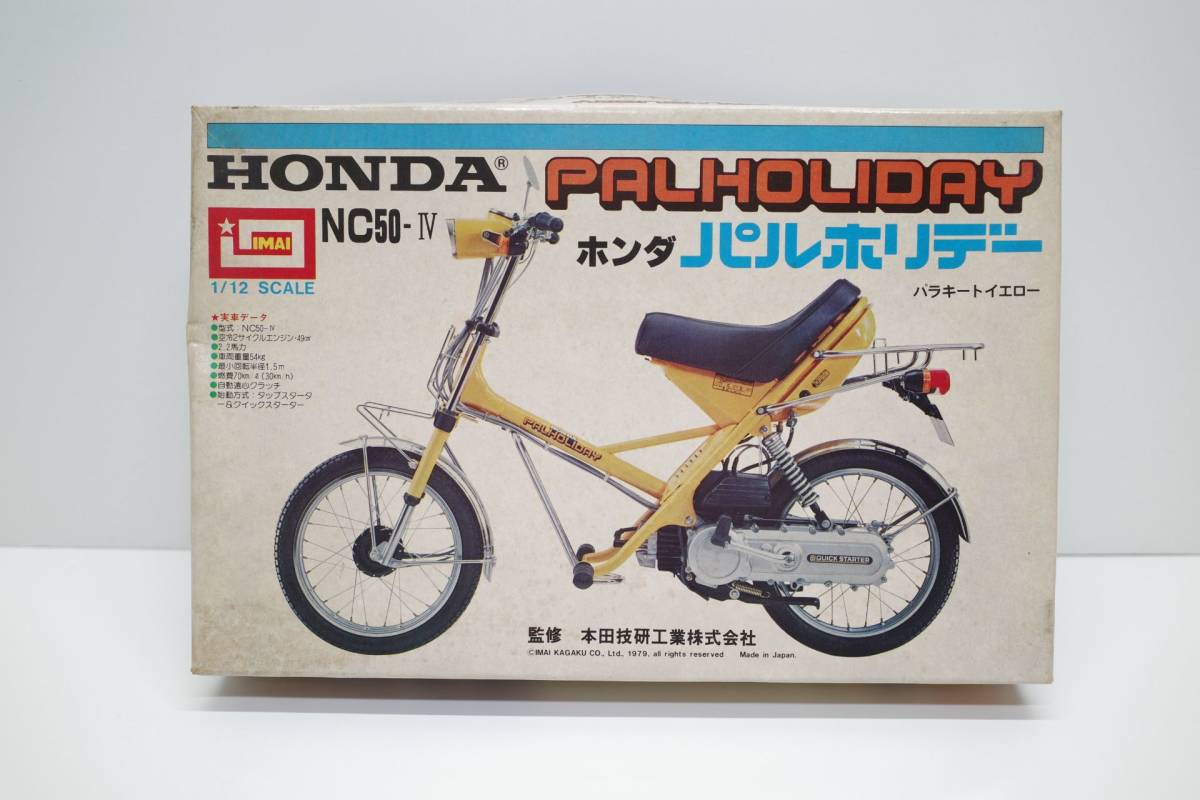 HONDA® PALHOLIDAY
IMAI
NC50-Ⅳ
ホンダ パルホリデー
1/12 SCALE
パラキートイエロー
★実車データ
●型式:NC50-Ⅳ
●空冷2サイクルエンジン・49cm³
●2.2馬力
●車両重量54kg
●最小回転半径1.5m
●燃費70km/ℓ(30km/h)
●自動遠心クラッチ
●始動方式:タップスタータ
ー&クイックスターター
PALHOLIDAY
QUICK STARTER
監修 本田技研工業株式会社
©IMAI KAGAKU CO., Ltd., 1979, all rights reserved Made in Japan.